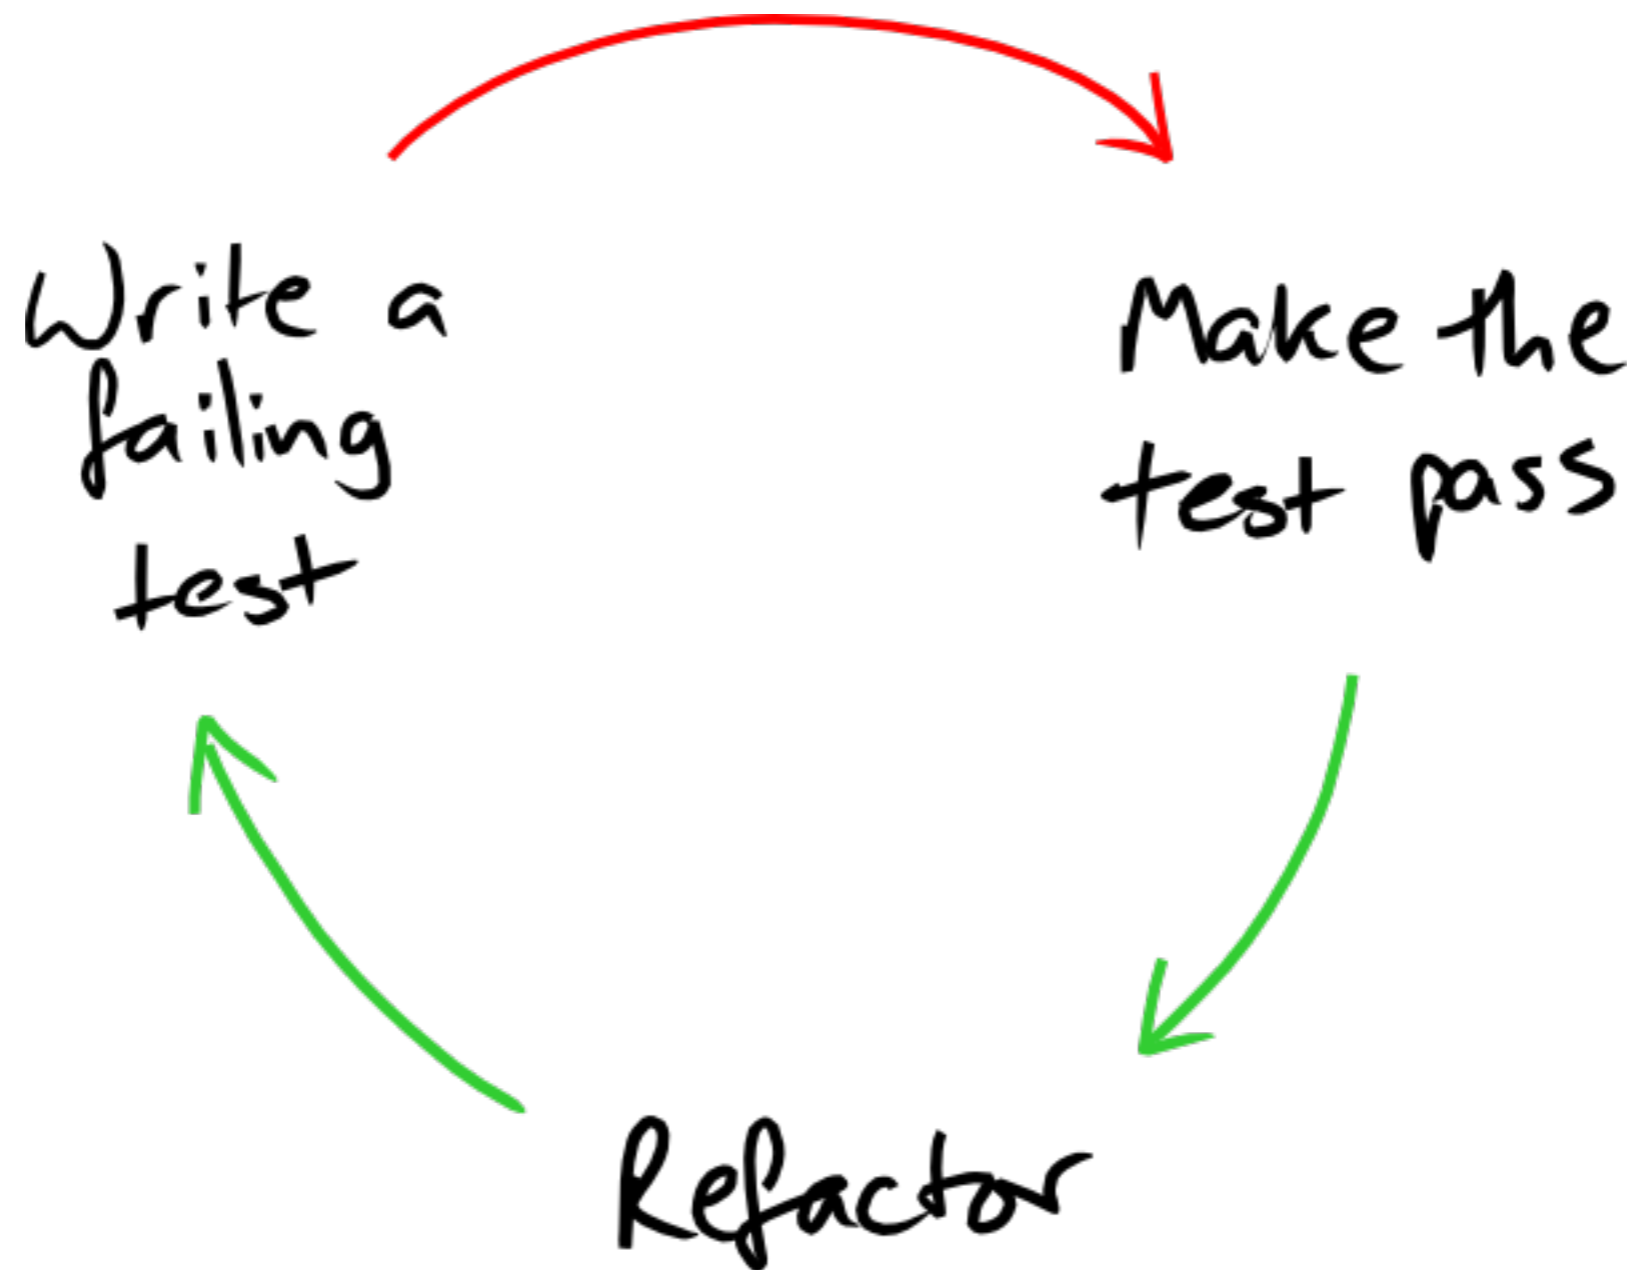 Write a
failing
test
Make the
test pass
Refactor